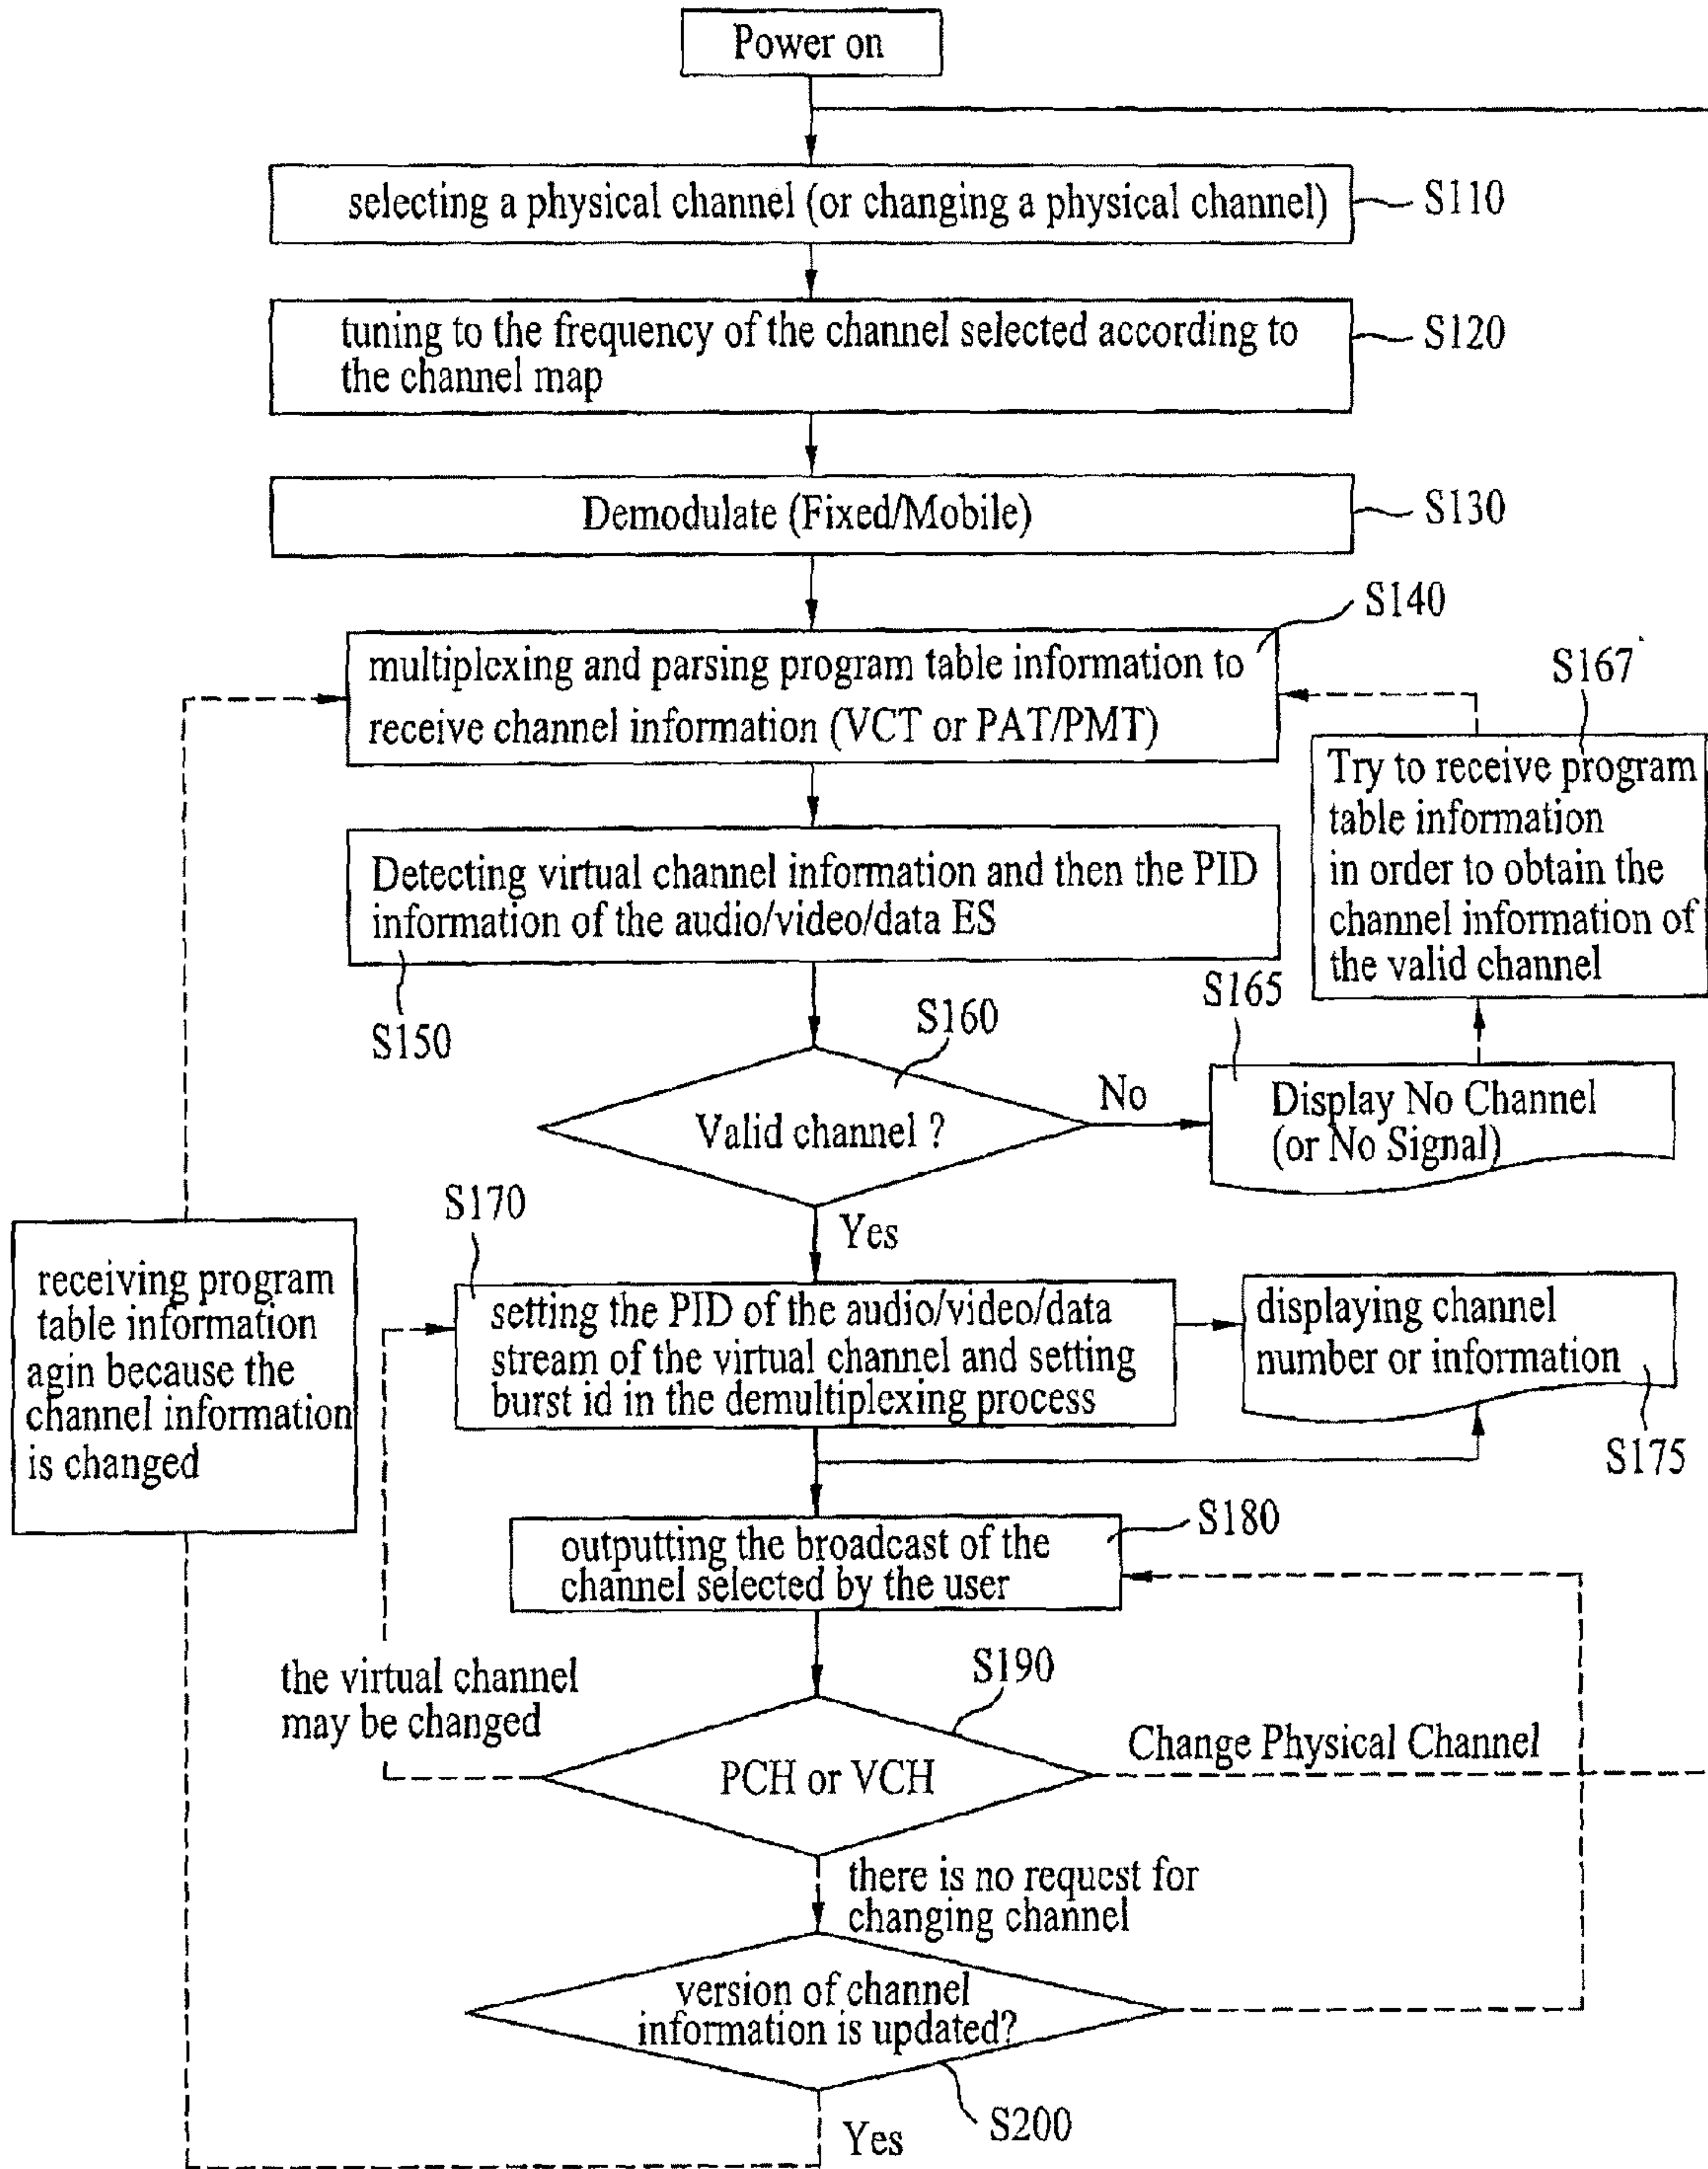 Power on
selecting a physical channel (or changing a physical channel)
S110
tuning to the frequency of the channel selected according to
the channel map
S120
Demodulate (Fixed/Mobile)
S130
S140
multiplexing and parsing program table information to
receive channel information (VCT or PAT/PMT)
S167
Try to receive program
table information
in order to obtain the
channel information of
the valid channel
Detecting virtual channel information and then the PID
information of the audio/video/data ES
S150
S160
Valid channel ?
No
S165
Display No Channel
(or No Signal)
Yes
S170
setting the PID of the audio/video/data
stream of the virtual channel and setting
burst id in the demultiplexing process
displaying channel
number or information
S175
receiving program
table information
agin because the
channel information
is changed
S180
outputting the broadcast of the
channel selected by the user
the virtual channel
may be changed
S190
PCH or VCH
Change Physical Channel
there is no request for
changing channel
version of channel
information is updated?
S200
Yes